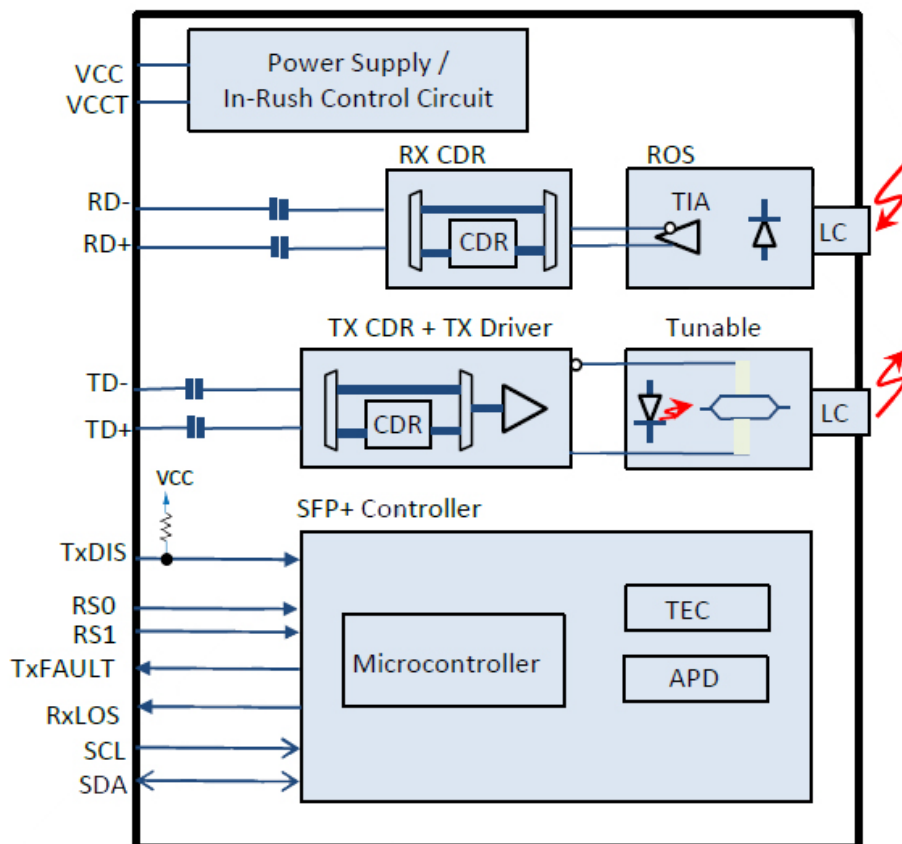 VCC
VCCT
Power Supply /
In-Rush Control Circuit
RX CDR
ROS
RD-
RD+
CDR
TIA
LC
TX CDR + TX Driver
Tunable
TD-
TD+
CDR
LC
VCC
SFP+ Controller
TxDIS
RS0
RS1
TxFAULT
RxLOS
SCL
SDA
Microcontroller
TEC
APD